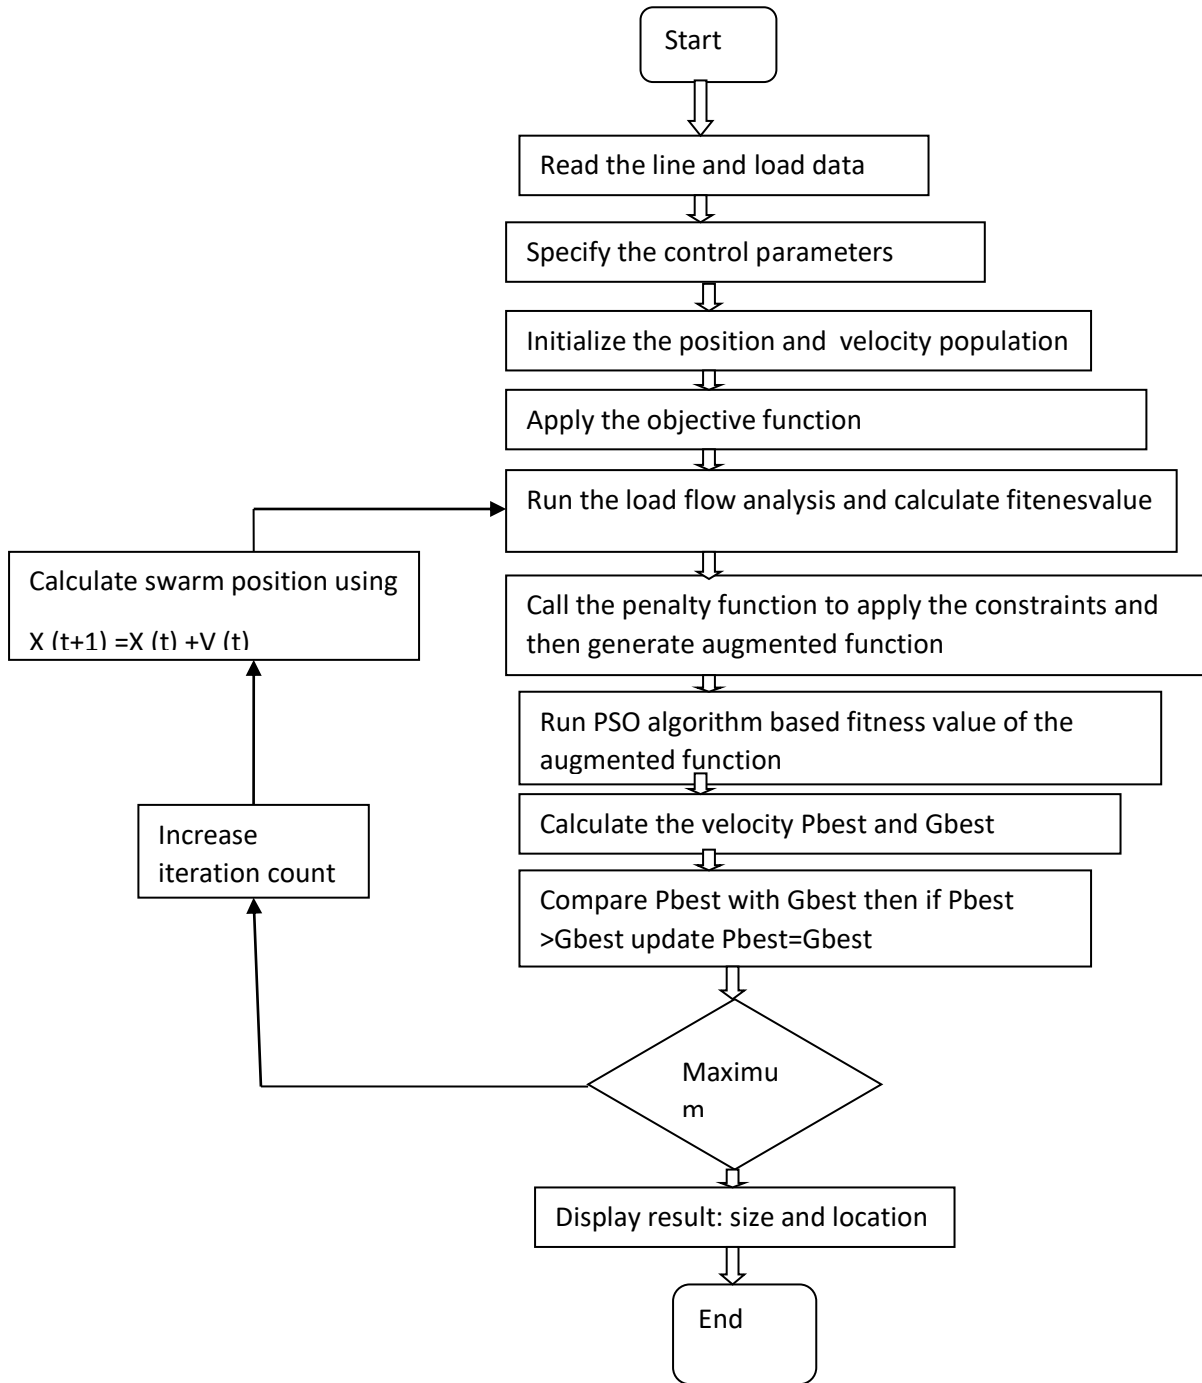 Start
Read the line and load data
Specify the control parameters
Initialize the position and  velocity population
Apply the objective function
Run the load flow analysis and calculate fitenesvalue
Calculate swarm position using
X (t+1) =X (t) +V (t)
Call the penalty function to apply the constraints and
then generate augmented function
Run PSO algorithm based fitness value of the
augmented function
Calculate the velocity Pbest and Gbest
Increase
iteration count
Compare Pbest with Gbest then if Pbest
>Gbest update Pbest=Gbest
Maximu
m
Display result: size and location
End